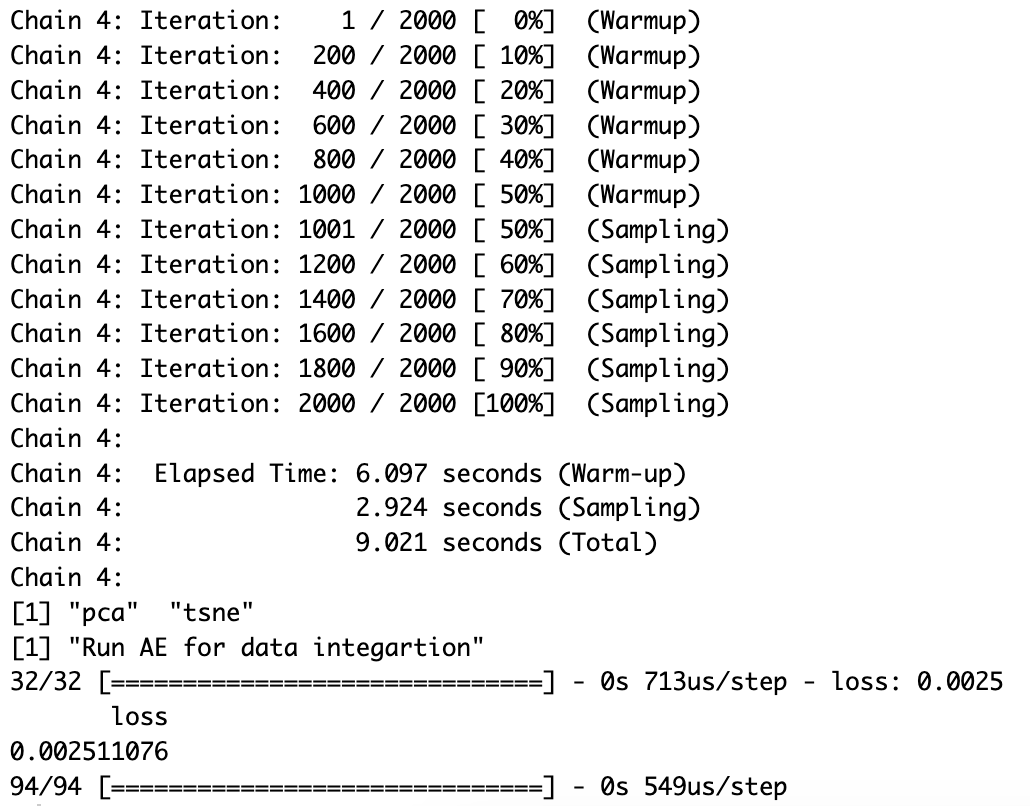 Chain 4: Iteration:    1 / 2000 [  0%]  (Warmup)
Chain 4: Iteration:  200 / 2000 [ 10%]  (Warmup)
Chain 4: Iteration:  400 / 2000 [ 20%]  (Warmup)
Chain 4: Iteration:  600 / 2000 [ 30%]  (Warmup)
Chain 4: Iteration:  800 / 2000 [ 40%]  (Warmup)
Chain 4: Iteration: 1000 / 2000 [ 50%]  (Warmup)
Chain 4: Iteration: 1001 / 2000 [ 50%]  (Sampling)
Chain 4: Iteration: 1200 / 2000 [ 60%]  (Sampling)
Chain 4: Iteration: 1400 / 2000 [ 70%]  (Sampling)
Chain 4: Iteration: 1600 / 2000 [ 80%]  (Sampling)
Chain 4: Iteration: 1800 / 2000 [ 90%]  (Sampling)
Chain 4: Iteration: 2000 / 2000 [100%]  (Sampling)
Chain 4:
Chain 4:  Elapsed Time: 6.097 seconds (Warm-up)
Chain 4:                2.924 seconds (Sampling)
Chain 4:                9.021 seconds (Total)
Chain 4:
[1] "pca"  "tsne"
[1] "Run AE for data integartion"
32/32 [==============================] - 0s 713us/step - loss: 0.0025
       loss
0.002511076
94/94 [==============================] - 0s 549us/step